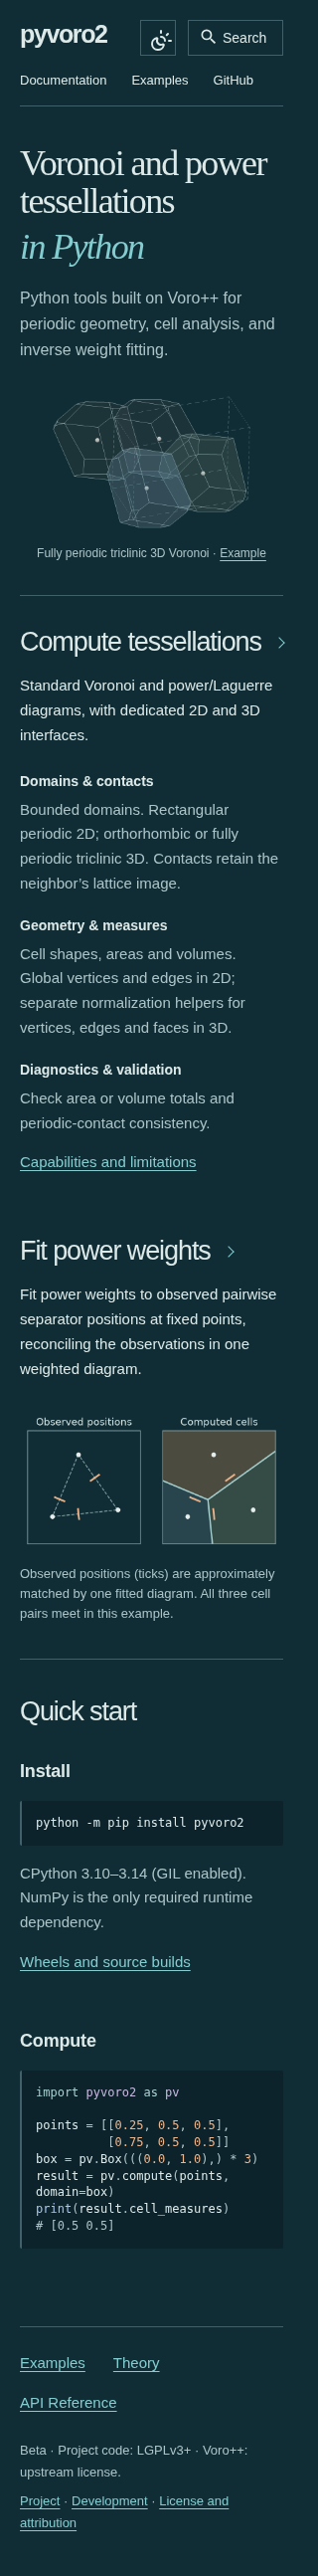 pyvoro2
Search
Documentation Examples GitHub
Voronoi and power
tessellations
in Python
Python tools built on Voro++ for
periodic geometry, cell analysis, and
inverse weight fitting.
Fully periodic triclinic 3D Voronoi · Example
Compute tessellations
Standard Voronoi and power/Laguerre
diagrams, with dedicated 2D and 3D
interfaces.
Domains & contacts
Bounded domains. Rectangular
periodic 2D; orthorhombic or fully
periodic triclinic 3D. Contacts retain the
neighbor’s lattice image.
Geometry & measures
Cell shapes, areas and volumes.
Global vertices and edges in 2D;
separate normalization helpers for
vertices, edges and faces in 3D.
Diagnostics & validation
Check area or volume totals and
periodic-contact consistency.
Capabilities and limitations
Fit power weights
Fit power weights to observed pairwise
separator positions at fixed points,
reconciling the observations in one
weighted diagram.
Observed positions Computed cells
Observed positions (ticks) are approximately
matched by one fitted diagram. All three cell
pairs meet in this example.
Quick start
Install
python -m pip install pyvoro2
CPython 3.10–3.14 (GIL enabled).
NumPy is the only required runtime
dependency.
Wheels and source builds
Compute
import pyvoro2 as pv
points = [[0.25, 0.5, 0.5],
[0.75, 0.5, 0.5]]
box = pv.Box(((0.0, 1.0),) * 3)
result = pv.compute(points,
domain=box)
print(result.cell_measures)
# [0.5 0.5]
Examples Theory
API Reference
Beta · Project code: LGPLv3+ · Voro++:
upstream license.
Project · Development · License and
attribution